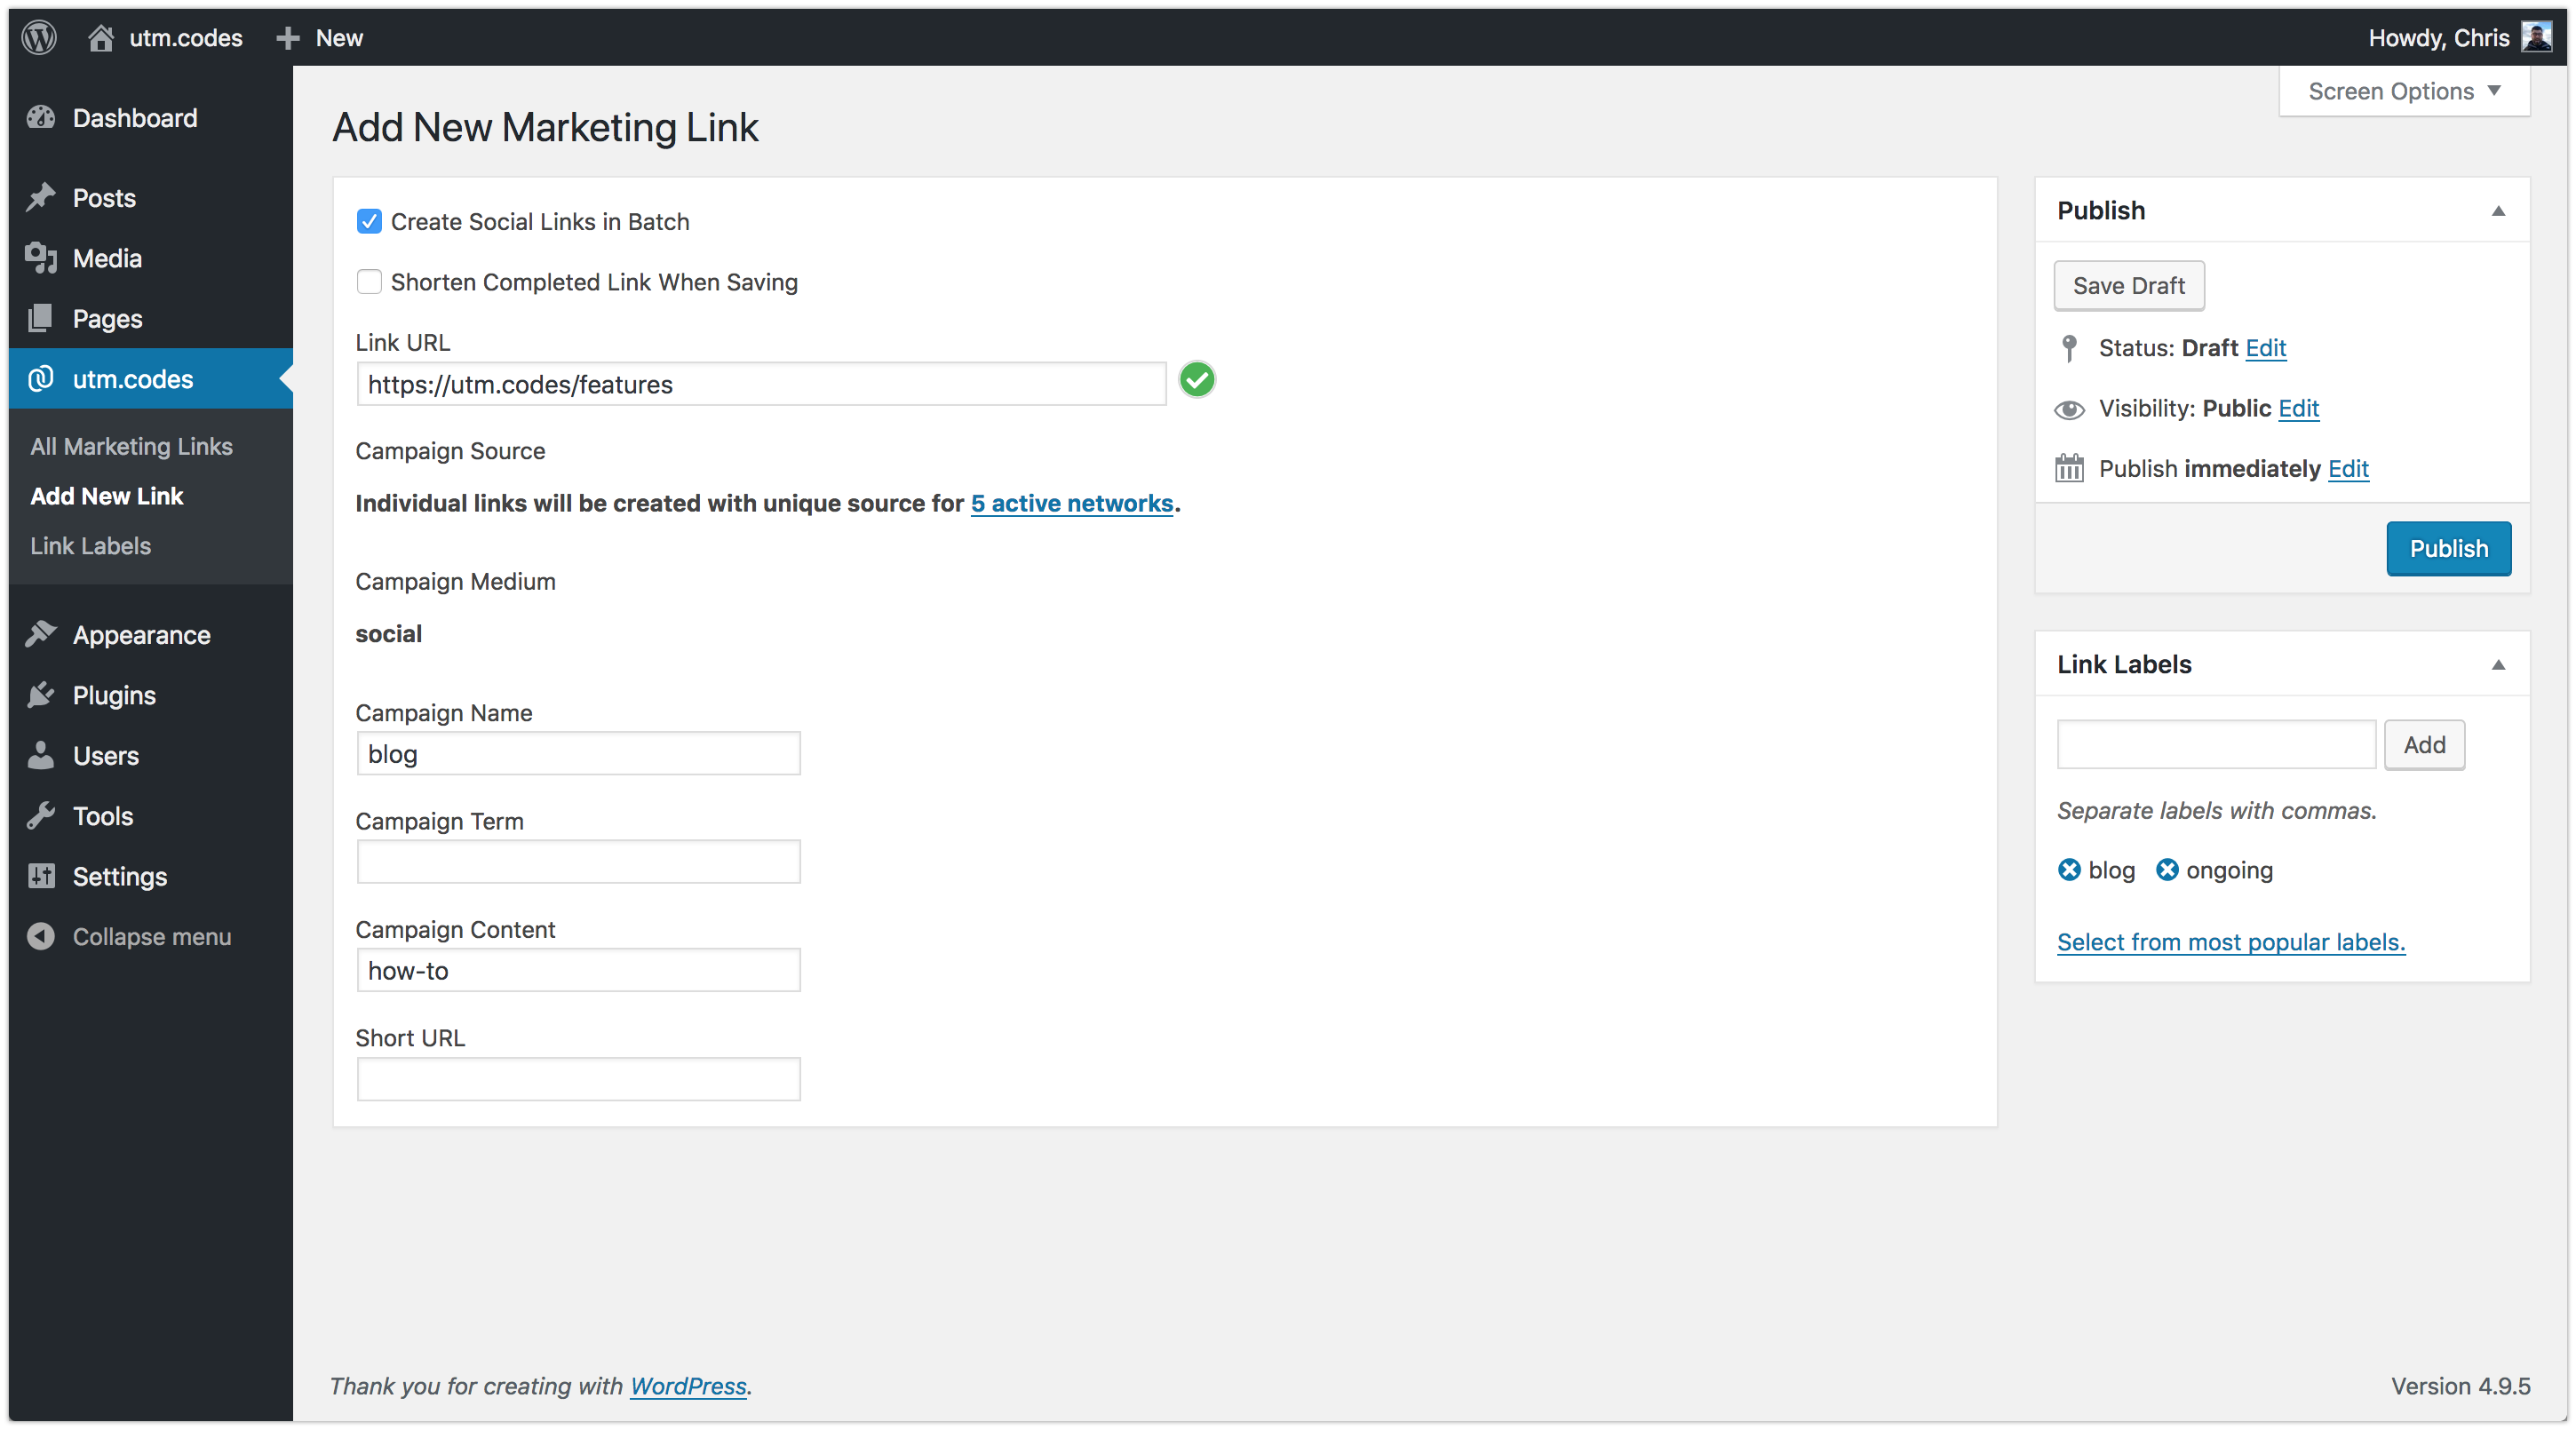 utm.codes
New
Howdy, Chris
Dashboard
Posts
Media
Pages
utm.codes
All Marketing Links
Add New Link
Link Labels
Appearance
Plugins
Users
Tools
Settings
Collapse menu
Screen Options
Add New Marketing Link
Create Social Links in Batch
Shorten Completed Link When Saving
Link URL
https://utm.codes/features
Campaign Source
Individual links will be created with unique source for 5 active networks.
Campaign Medium
social
Campaign Name
blog
Campaign Term
Campaign Content
how-to
Short URL
Publish
Save Draft
Status: Draft Edit
Visibility: Public Edit
Publish immediately Edit
Publish
Link Labels
Add
Separate labels with commas.
blog ongoing
Select from most popular labels.
Thank you for creating with WordPress.
Version 4.9.5